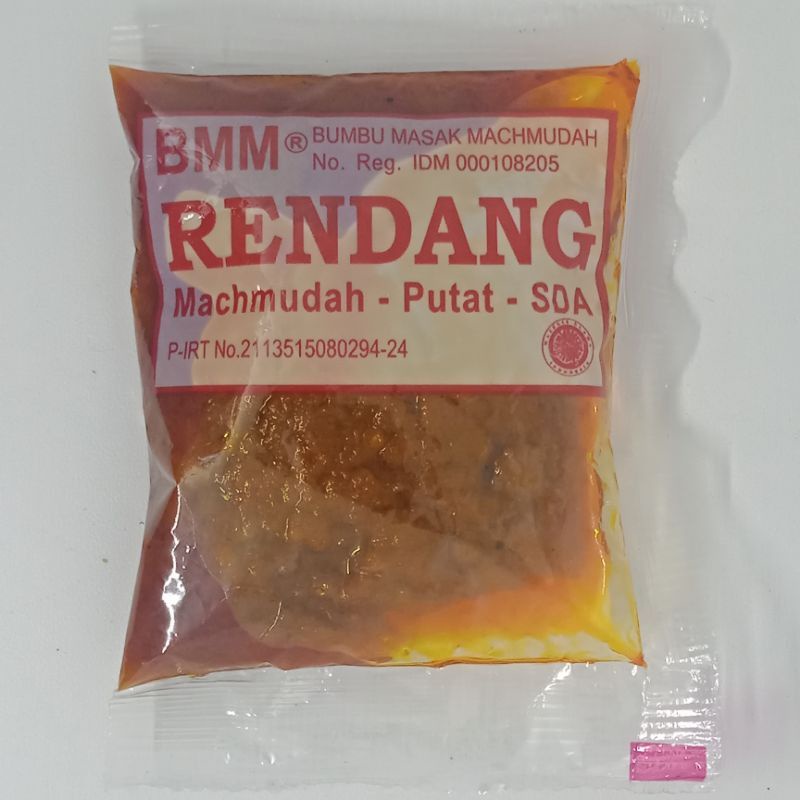 BMM® BUMBU MASAK MACHMUDAH
No. Reg. IDM 000108205
RENDANG
Machmudah - Putat - SDA
P-IRT No.2113515080294-24